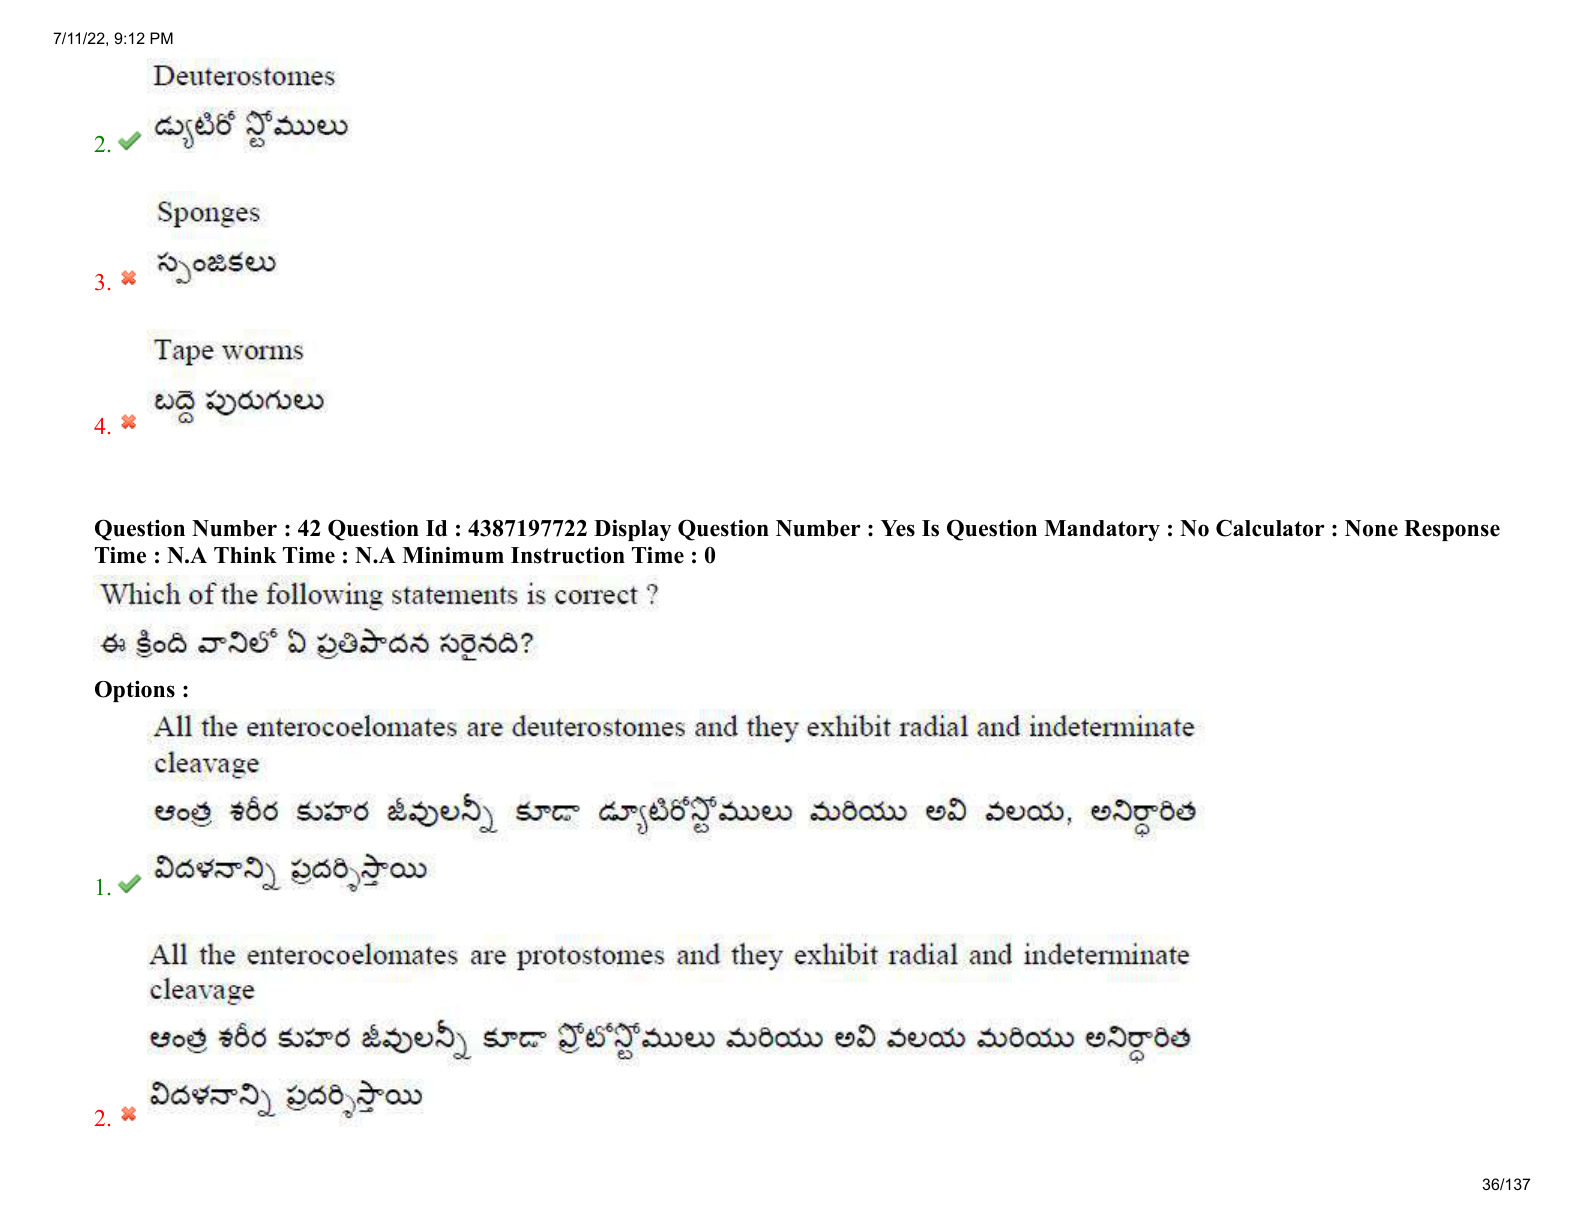 7/11/22, 9:12 PM
Deuterostomes
డ్యుటిరో స్టోములు
2.
Sponges
స్పంజికలు
3.
Tape worms
బద్దె పురుగులు
4.
Question Number : 42 Question Id : 4387197722 Display Question Number : Yes Is Question Mandatory : No Calculator : None Response
Time : N.A Think Time : N.A Minimum Instruction Time : 0
Which of the following statements is correct ?
ఈ క్రింది వానిలో ఏ ప్రతిపాదన సరైనది?
Options :
All the enterocoelomates are deuterostomes and they exhibit radial and indeterminate
cleavage
ఆంత్ర శరీర కుహర జీవులన్నీ కూడా డ్యూటిరోస్టోములు మరియు అవి వలయ, అనిర్ధారిత
విదళనాన్ని ప్రదర్శిస్తాయి
1.
All the enterocoelomates are protostomes and they exhibit radial and indeterminate
cleavage
ఆంత్ర శరీర కుహర జీవులన్నీ కూడా ప్రోటోస్టోములు మరియు అవి వలయ మరియు అనిర్ధారిత
విదళనాన్ని ప్రదర్శిస్తాయి
2.
36/137